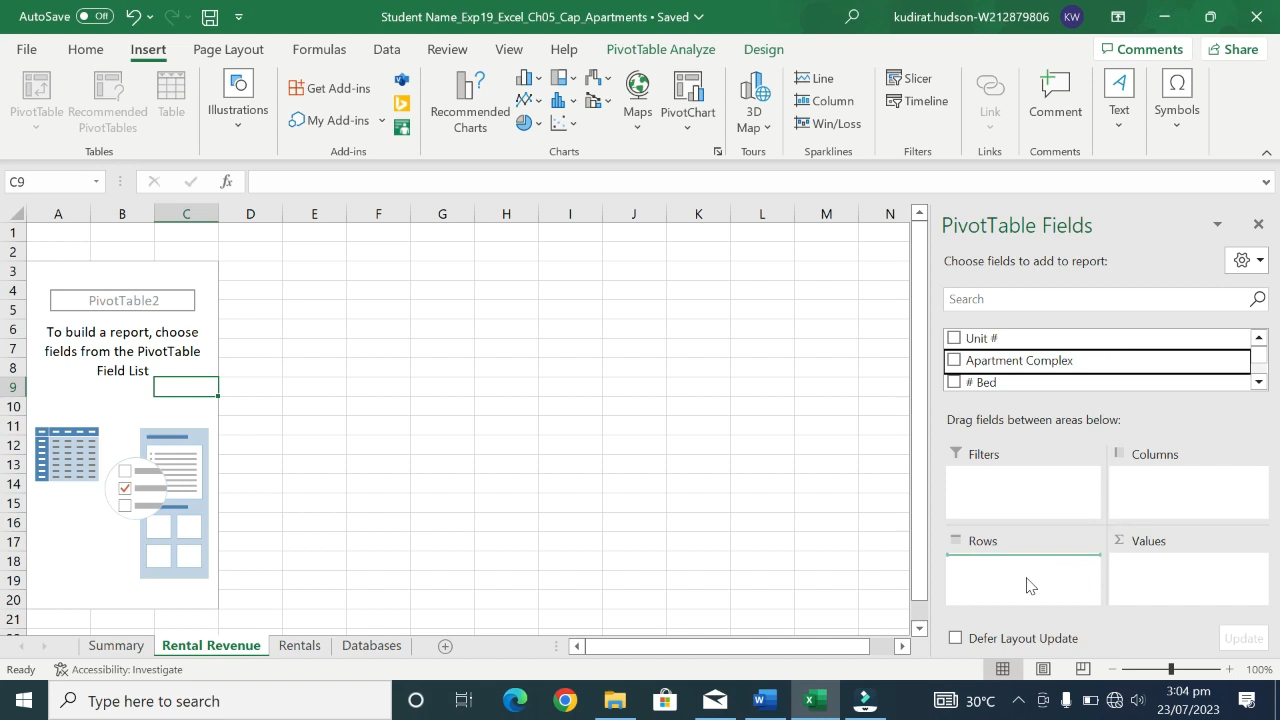 AutoSave Off
Student Name_Exp19_Excel_Ch05_Cap_Apartments • Saved
kudirat.hudson-W212879806 KW
File Home Insert Page Layout Formulas Data Review View Help PivotTable Analyze Design
Comments Share
PivotTable
Recommended PivotTables
Table
Tables
Illustrations
Get Add-ins
My Add-ins
Add-ins
Recommended Charts
Maps
PivotChart
Charts
3D Map
Tours
Line
Column
Win/Loss
Sparklines
Slicer
Timeline
Filters
Link
Links
Comment
Comments
A
Text
Ω
Symbols
C9
fx
A B C D E F G H I J K L M N
1
2
3
4
5
6
7
8
9
10
11
12
13
14
15
16
17
18
19
20
21
PivotTable2
To build a report, choose
fields from the PivotTable
Field List
PivotTable Fields
Choose fields to add to report:
Search
Unit #
Apartment Complex
# Bed
Drag fields between areas below:
Filters
Columns
Rows
Σ Values
Defer Layout Update
Update
Summary Rental Revenue Rentals Databases
Ready Accessibility: Investigate
100%
Type here to search
30°C
3:04 pm
23/07/2023